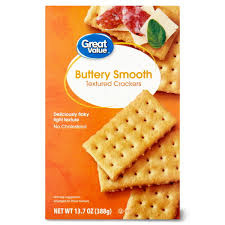 Great
Value
Buttery Smooth
Textured Crackers
Deliciously flaky
light texture
No Cholesterol
NET WT 13.7 OZ (388g)